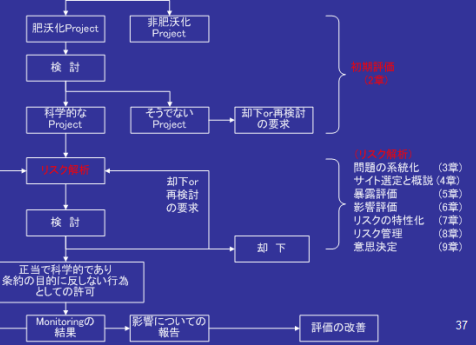 肥沃化Project
非肥沃化
Project
検 討
科学的な
Project
そうでない
Project
却下or再検討
の要求
初期評価
(2章)
リスク解析
却下or
再検討
の要求
(リスク解析)
問題の系統化 (3章)
サイト選定と概説(4章)
暴露評価 (5章)
影響評価 (6章)
リスクの特性化 (7章)
リスク管理 (8章)
意思決定 (9章)
検 討
却 下
正当で科学的であり
条約の目的に反しない行為
としての許可
Monitoringの
結果
影響についての
報告
評価の改善
37